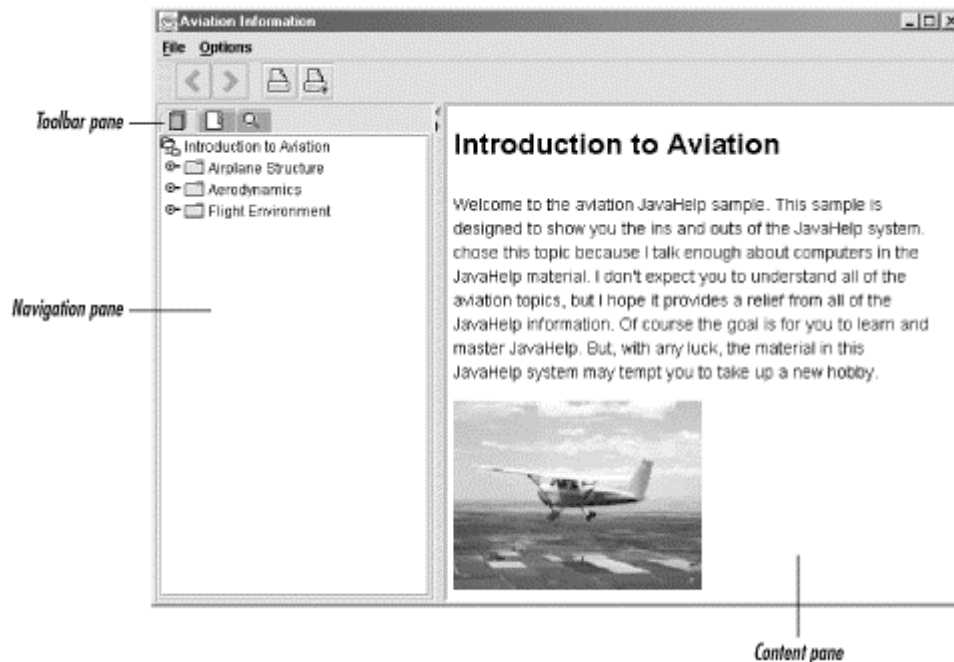 Aviation Information
File Options
Toolbar pane
Introduction to Aviation
Airplane Structure
Aerodynamics
Flight Environment
Navigation pane
Introduction to Aviation
Welcome to the aviation JavaHelp sample. This sample is
designed to show you the ins and outs of the JavaHelp system.
chose this topic because I talk enough about computers in the
JavaHelp material. I don't expect you to understand all of the
aviation topics, but I hope it provides a relief from all of the
JavaHelp information. Of course the goal is for you to learn and
master JavaHelp. But, with any luck, the material in this
JavaHelp system may tempt you to take up a new hobby.
Content pane